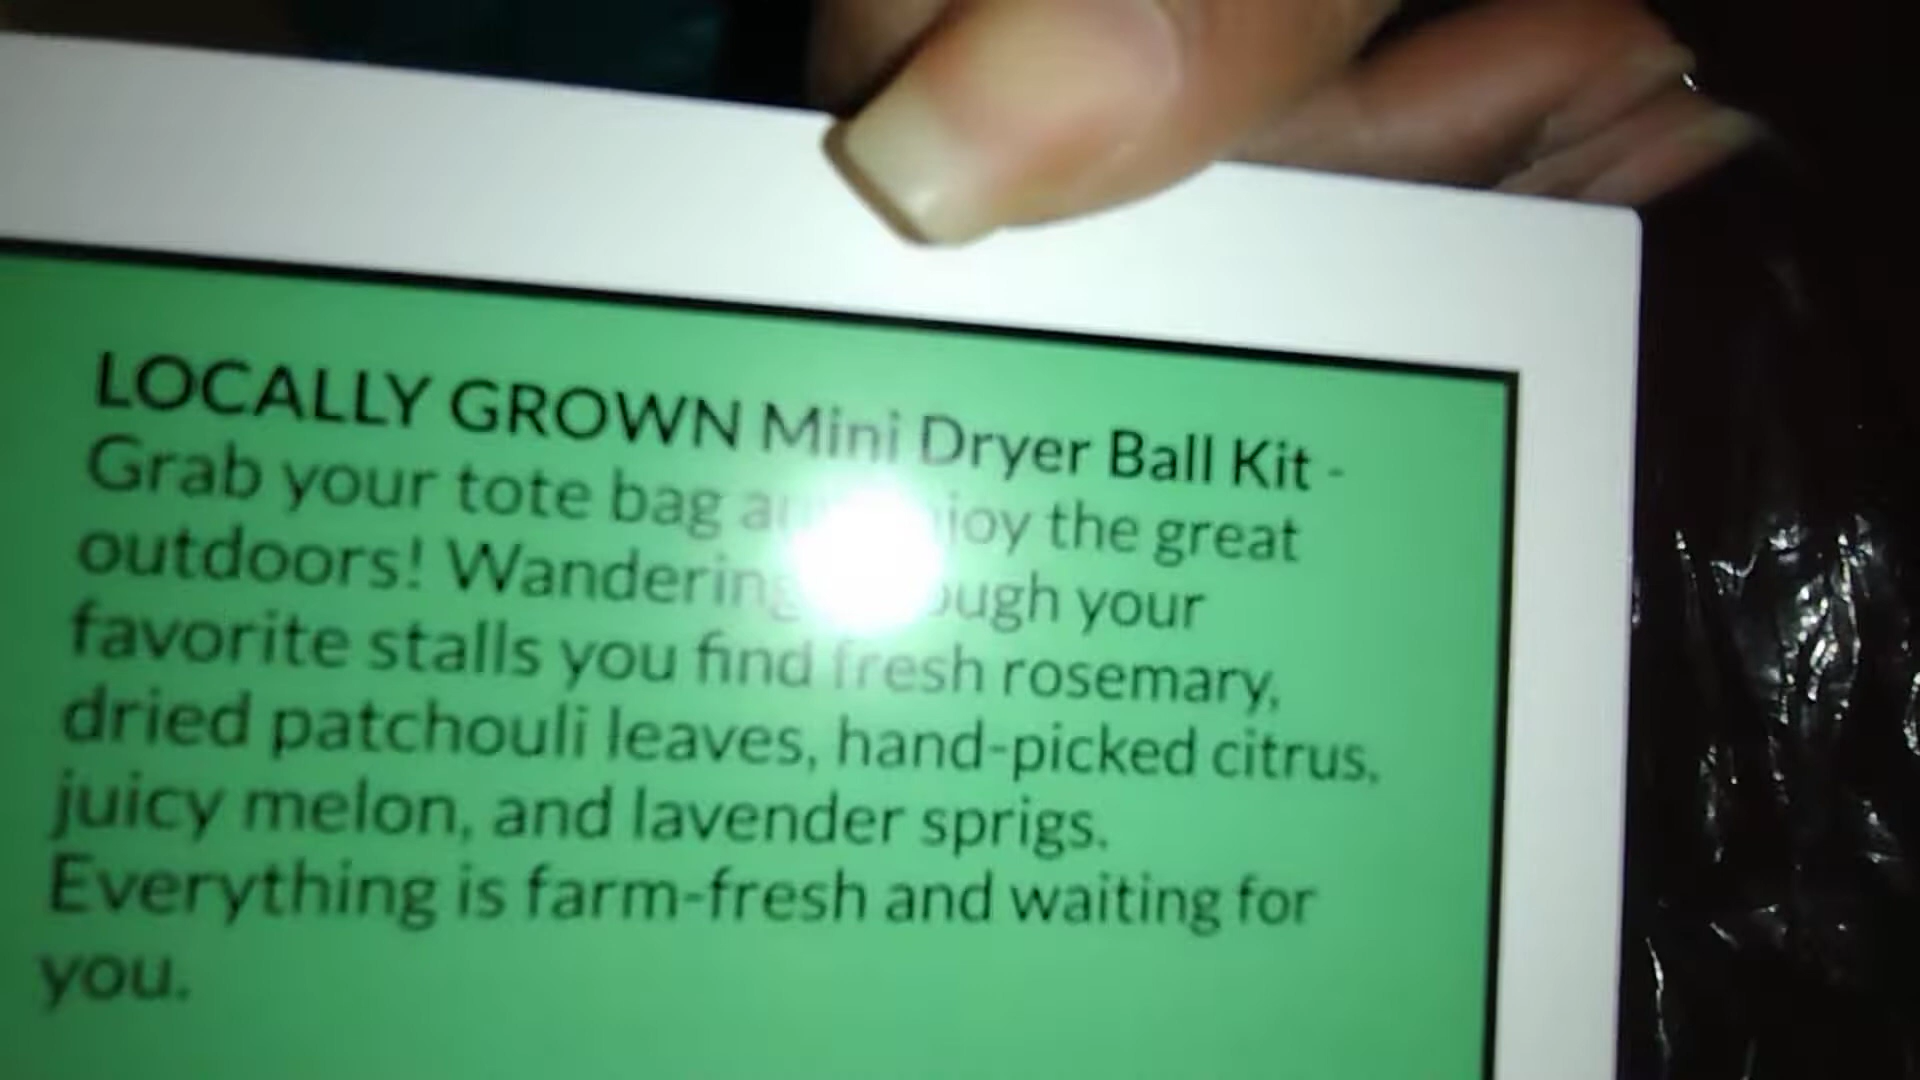 LOCALLY GROWN Mini Dryer Ball Kit -
Grab your tote bag the great
outdoors! Wandering your
favorite stalls you find fresh rosemary,
dried patchouli leaves, hand-picked citrus,
juicy melon, and lavender sprigs.
Everything is farm-fresh and waiting for
you.